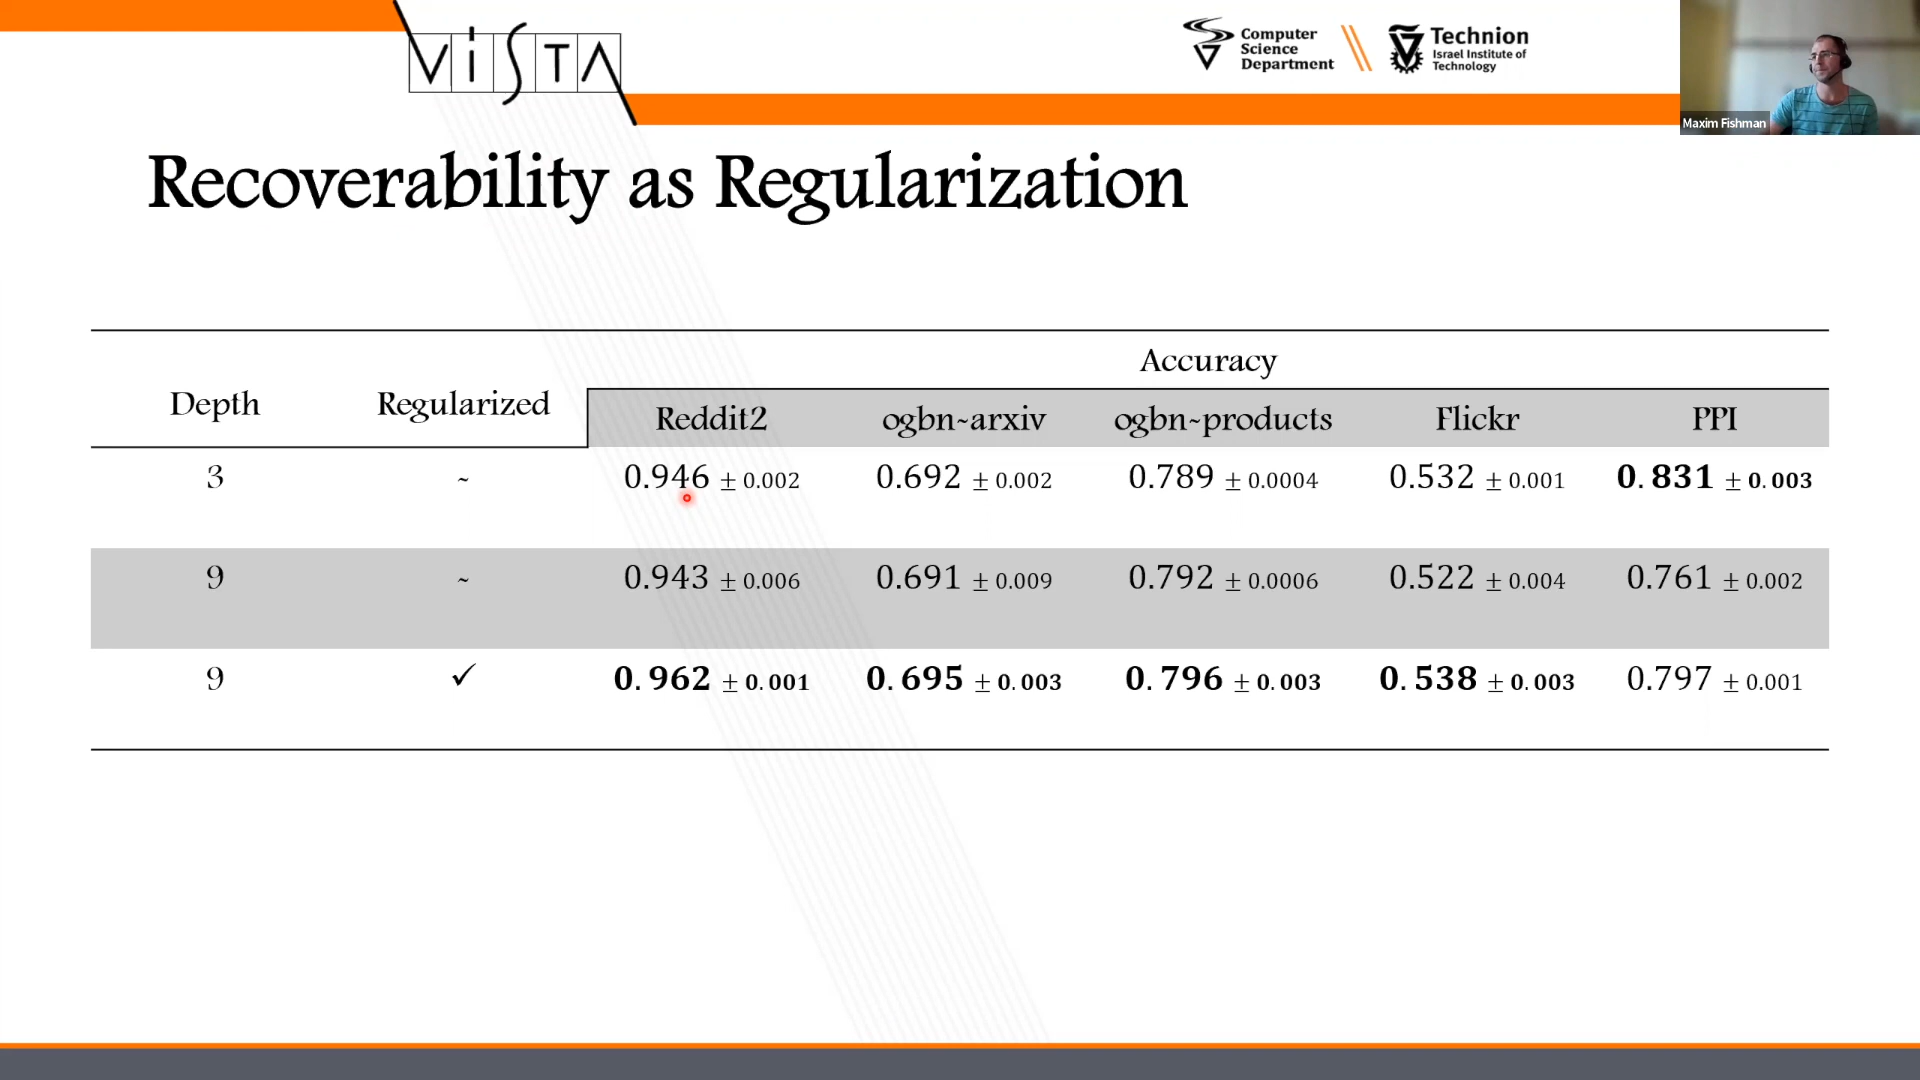 ViSTA
Computer
Science
Department
Technion
Israel Institute of
Technology
Maxim Fishman
Recoverability as Regularization
Accuracy
Depth Regularized
Reddit2 ogbn-arxiv ogbn-products Flickr PPI
3 - 0.946 ± 0.002 0.692 ± 0.002 0.789 ± 0.0004 0.532 ± 0.001 0.831 ± 0.003
9 - 0.943 ± 0.006 0.691 ± 0.009 0.792 ± 0.0006 0.522 ± 0.004 0.761 ± 0.002
9 ✓ 0.962 ± 0.001 0.695 ± 0.003 0.796 ± 0.003 0.538 ± 0.003 0.797 ± 0.001